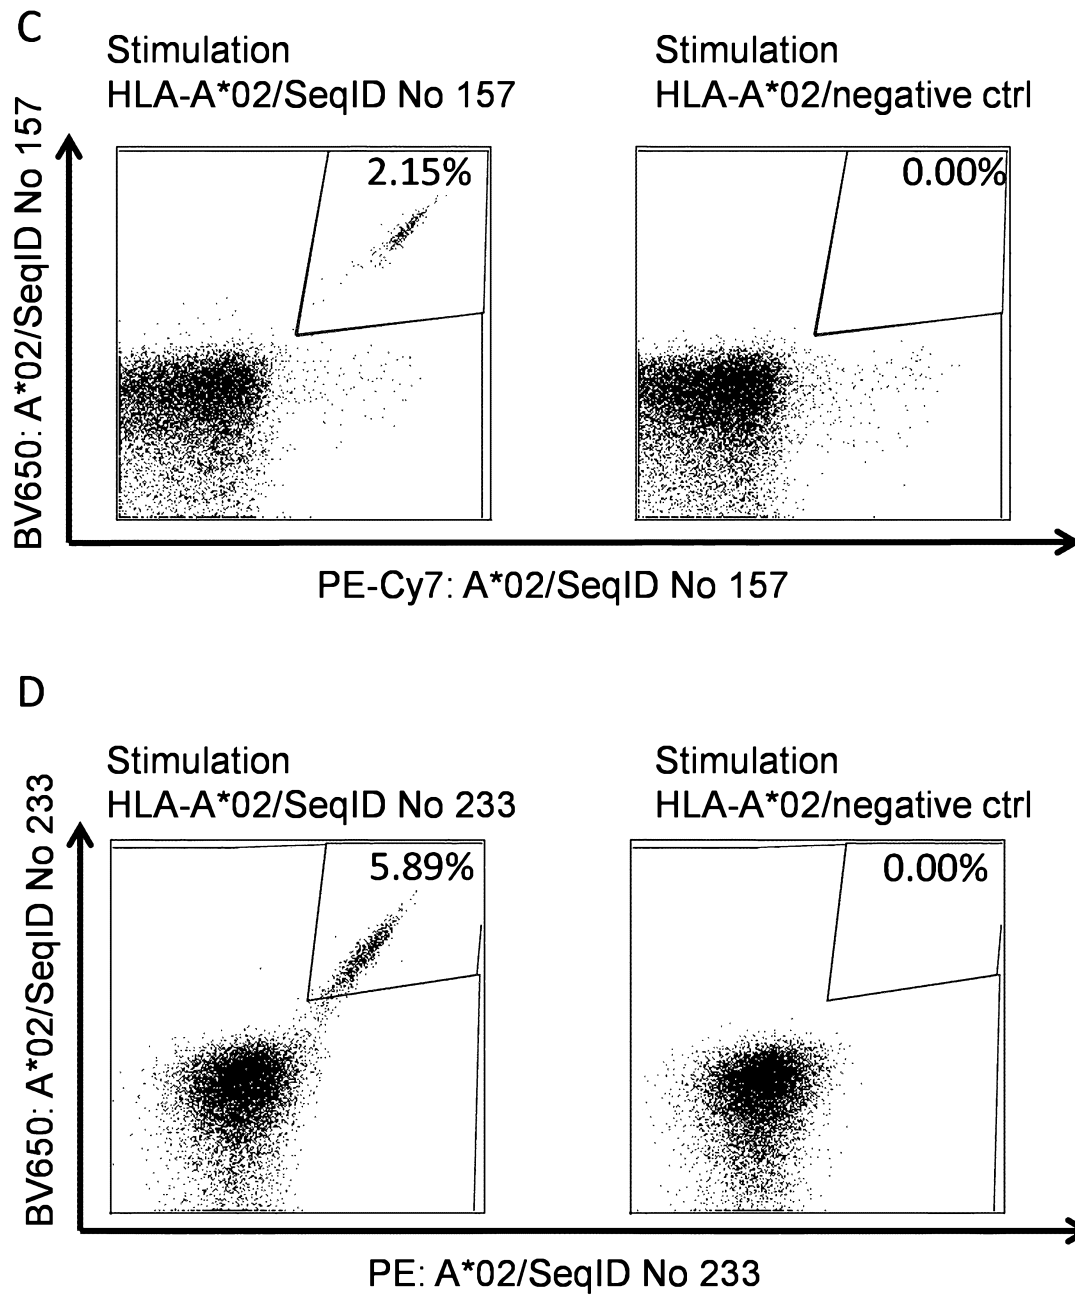 C
Stimulation
HLA-A*02/SeqID No 157
Stimulation
HLA-A*02/negative ctrl
BV650: A*02/SeqID No 157
2.15%
0.00%
PE-Cy7: A*02/SeqID No 157
D
Stimulation
HLA-A*02/SeqID No 233
Stimulation
HLA-A*02/negative ctrl
BV650: A*02/SeqID No 233
5.89%
0.00%
PE: A*02/SeqID No 233